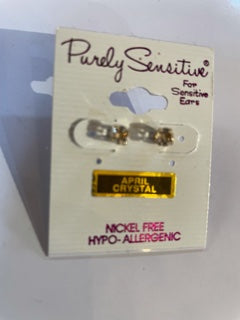 Purely Sensitive®
For
Sensitive
Ears
APRIL
CRYSTAL
NICKEL FREE
HYPO-ALLERGENIC